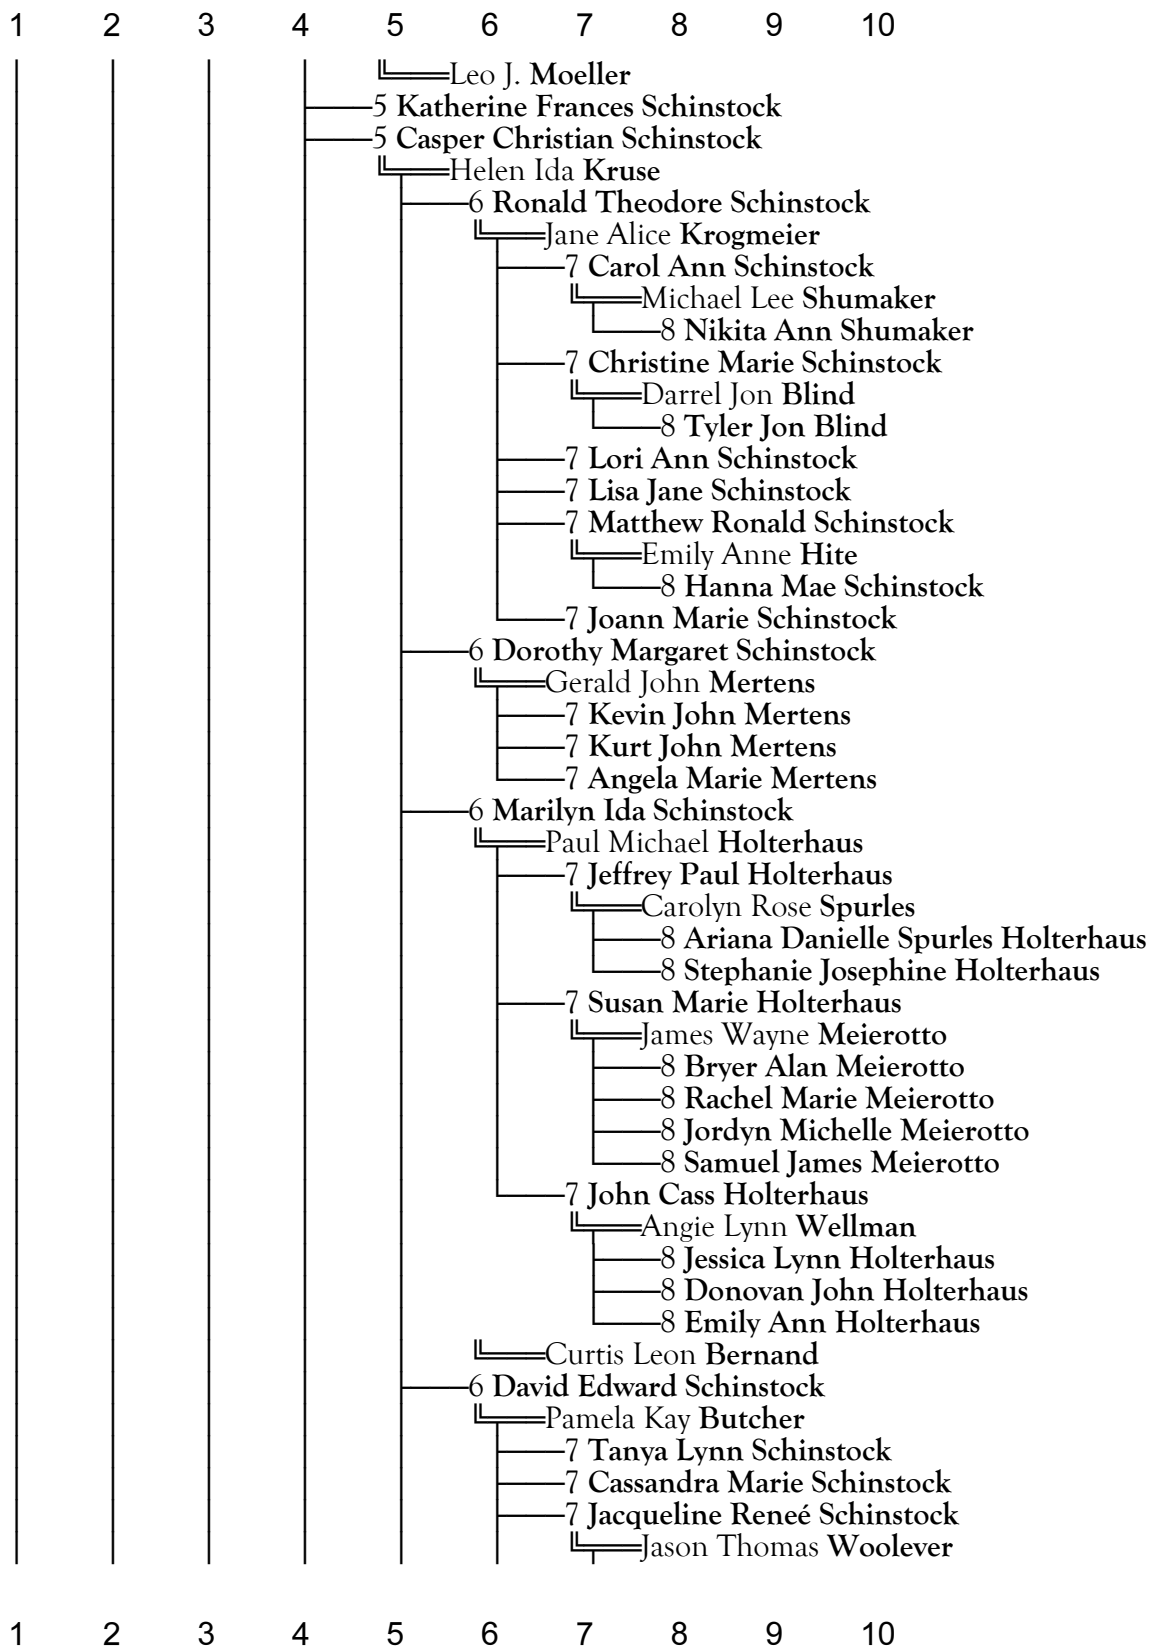 1 2 3 4 5 6 7 8 9 10
Leo J. Moeller
5 Katherine Frances Schinstock
5 Casper Christian Schinstock
Helen Ida Kruse
6 Ronald Theodore Schinstock
Jane Alice Krogmeier
7 Carol Ann Schinstock
Michael Lee Shumaker
8 Nikita Ann Shumaker
7 Christine Marie Schinstock
Darrel Jon Blind
8 Tyler Jon Blind
7 Lori Ann Schinstock
7 Lisa Jane Schinstock
7 Matthew Ronald Schinstock
Emily Anne Hite
8 Hanna Mae Schinstock
7 Joann Marie Schinstock
6 Dorothy Margaret Schinstock
Gerald John Mertens
7 Kevin John Mertens
7 Kurt John Mertens
7 Angela Marie Mertens
6 Marilyn Ida Schinstock
Paul Michael Holterhaus
7 Jeffrey Paul Holterhaus
Carolyn Rose Spurles
8 Ariana Danielle Spurles Holterhaus
8 Stephanie Josephine Holterhaus
7 Susan Marie Holterhaus
James Wayne Meierotto
8 Bryer Alan Meierotto
8 Rachel Marie Meierotto
8 Jordyn Michelle Meierotto
8 Samuel James Meierotto
7 John Cass Holterhaus
Angie Lynn Wellman
8 Jessica Lynn Holterhaus
8 Donovan John Holterhaus
8 Emily Ann Holterhaus
Curtis Leon Bernand
6 David Edward Schinstock
Pamela Kay Butcher
7 Tanya Lynn Schinstock
7 Cassandra Marie Schinstock
7 Jacqueline Reneé Schinstock
Jason Thomas Woolever
1 2 3 4 5 6 7 8 9 10